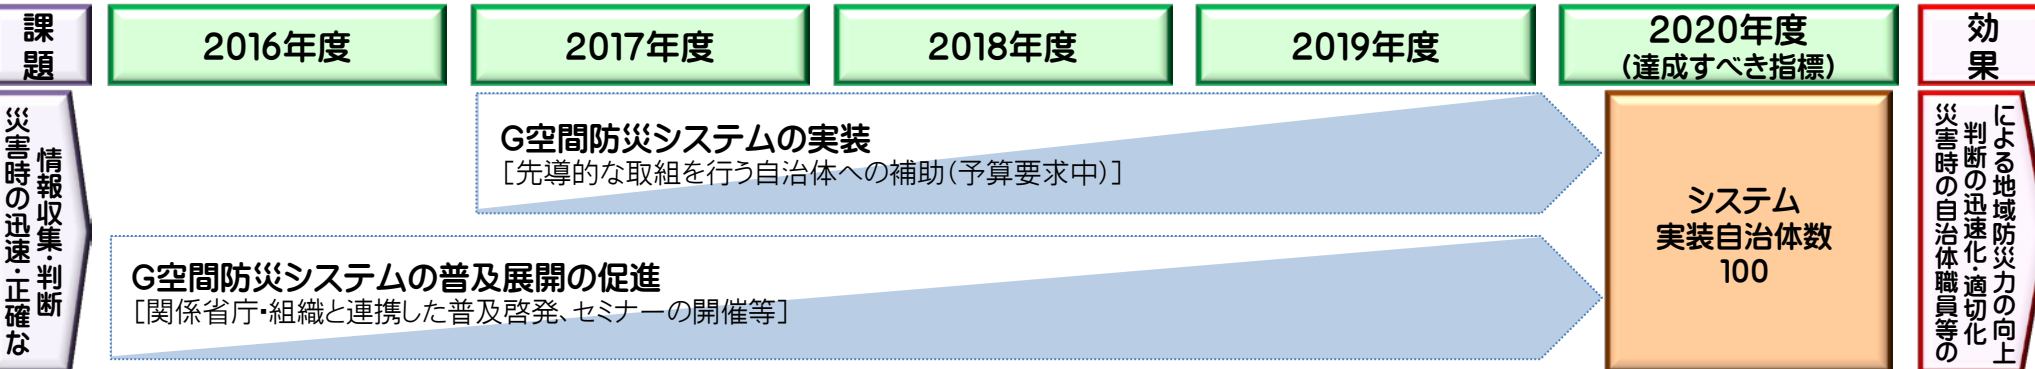 課題
2016年度
2017年度
2018年度
2019年度
2020年度
(達成すべき指標)
効果
災害時の迅速・正確な
情報収集・判断
G空間防災システムの実装
[先導的な取組を行う自治体への補助(予算要求中)]
G空間防災システムの普及展開の促進
[関係省庁・組織と連携した普及啓発、セミナーの開催等]
システム
実装自治体数
100
災害時の自治体職員等の
判断の迅速化・適切化
による地域防災力の向上